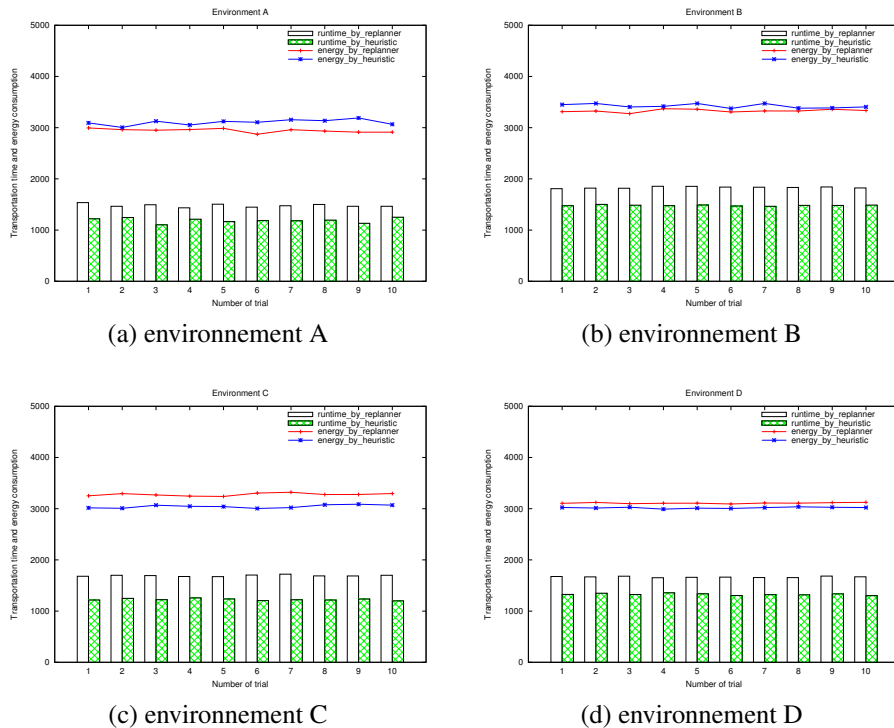 Environment A
5000
4000
3000
2000
1000
0
Transportation time and energy consumption
runtime_by_replanner
runtime_by_heuristic
energy_by_replanner
energy_by_heuristic
1 2 3 4 5 6 7 8 9 10
Number of trial
(a) environnement A
Environment B
5000
4000
3000
2000
1000
0
Transportation time and energy consumption
runtime_by_replanner
runtime_by_heuristic
energy_by_replanner
energy_by_heuristic
1 2 3 4 5 6 7 8 9 10
Number of trial
(b) environnement B
Environment C
5000
4000
3000
2000
1000
0
Transportation time and energy consumption
runtime_by_replanner
runtime_by_heuristic
energy_by_replanner
energy_by_heuristic
1 2 3 4 5 6 7 8 9 10
Number of trial
(c) environnement C
Environment D
5000
4000
3000
2000
1000
0
Transportation time and energy consumption
runtime_by_replanner
runtime_by_heuristic
energy_by_replanner
energy_by_heuristic
1 2 3 4 5 6 7 8 9 10
Number of trial
(d) environnement D